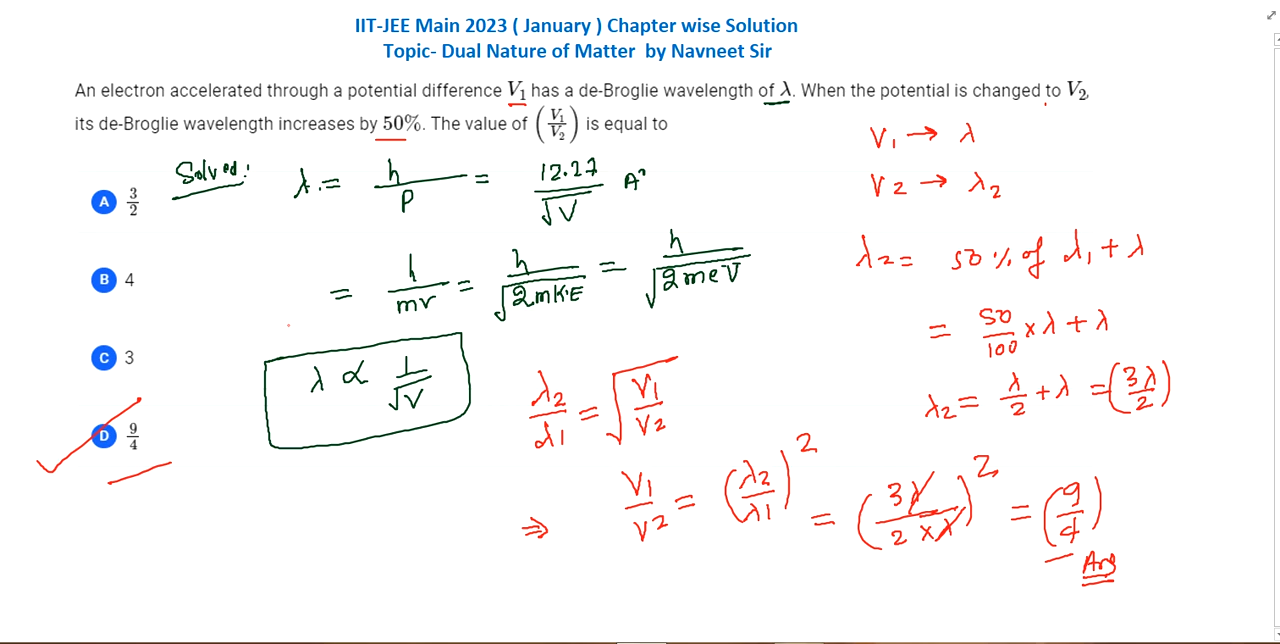 IIT-JEE Main 2023 ( January ) Chapter wise Solution
Topic- Dual Nature of Matter by Navneet Sir
An electron accelerated through a potential difference V₁ has a de-Broglie wavelength of λ. When the potential is changed to V₂,
its de-Broglie wavelength increases by 50%. The value of (V₁/V₂) is equal to
A 3/2
B 4
C 3
D 9/4
Solved:
λ = h/p = 12.27/√V A°
= h/mv = h/√2mK.E = h/√2meV
λ ∝ 1/√V
V1 → λ
V2 → λ2
λ2 = 50% of λ1 + λ
= 50/100 × λ + λ
λ2 = λ/2 + λ = (3λ/2)
λ2/λ1 = √V1/V2
⇒ V1/V2 = (λ2/λ1)² = (3λ/2×λ)² = (9/4)
Ans